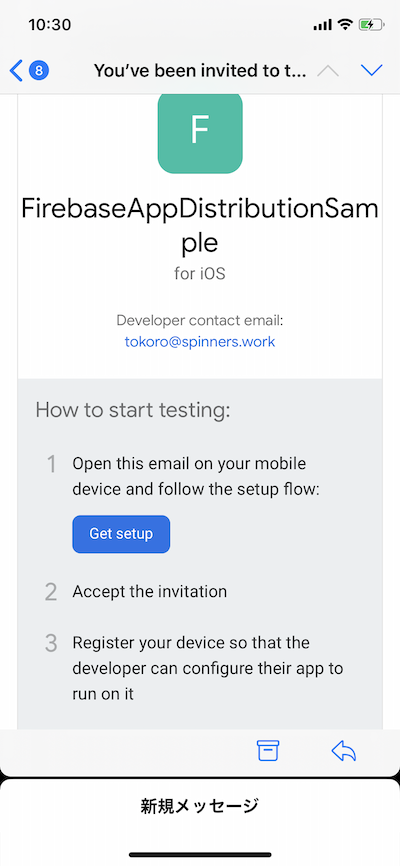 10:30
8
You’ve been invited to t...
F
FirebaseAppDistributionSam
ple
for iOS
Developer contact email:
tokoro@spinners.work
How to start testing:
1 Open this email on your mobile
device and follow the setup flow:
Get setup
2 Accept the invitation
3 Register your device so that the
developer can configure their app to
run on it
新規メッセージ